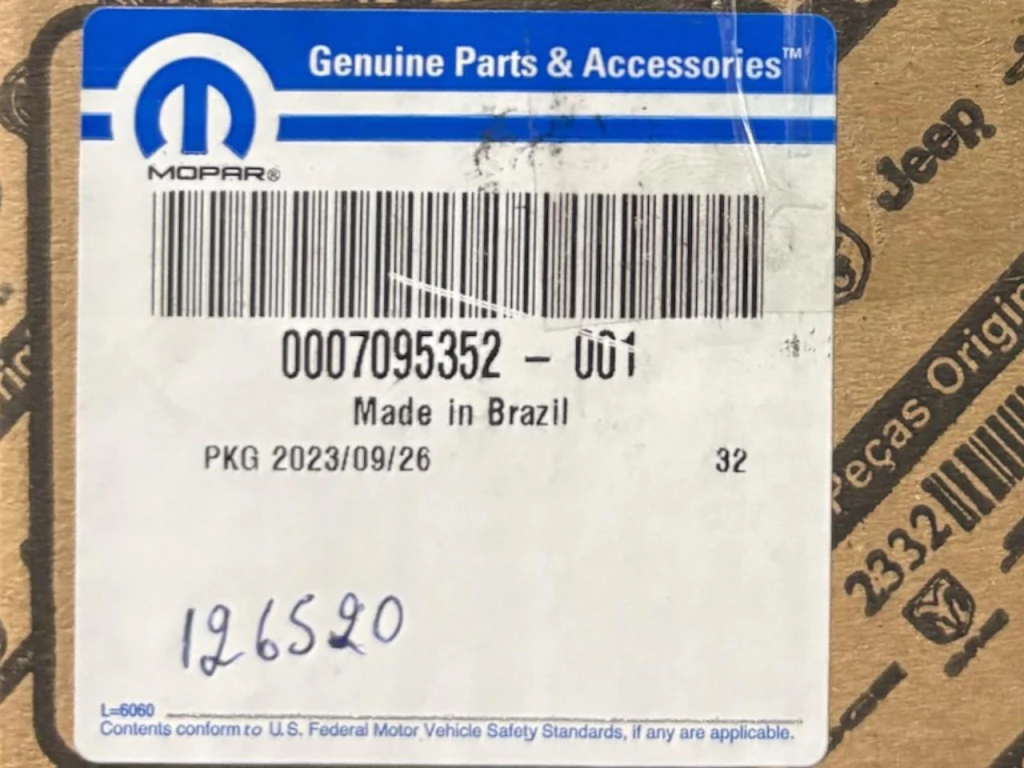 Genuine Parts & Accessories™
MOPAR®
0007095352 - 001
Made in Brazil
PKG 2023/09/26 32
126520
L=6060
Contents conform to U.S. Federal Motor Vehicle Safety Standards, if any are applicable.
Jeep
Peças Origin
2332